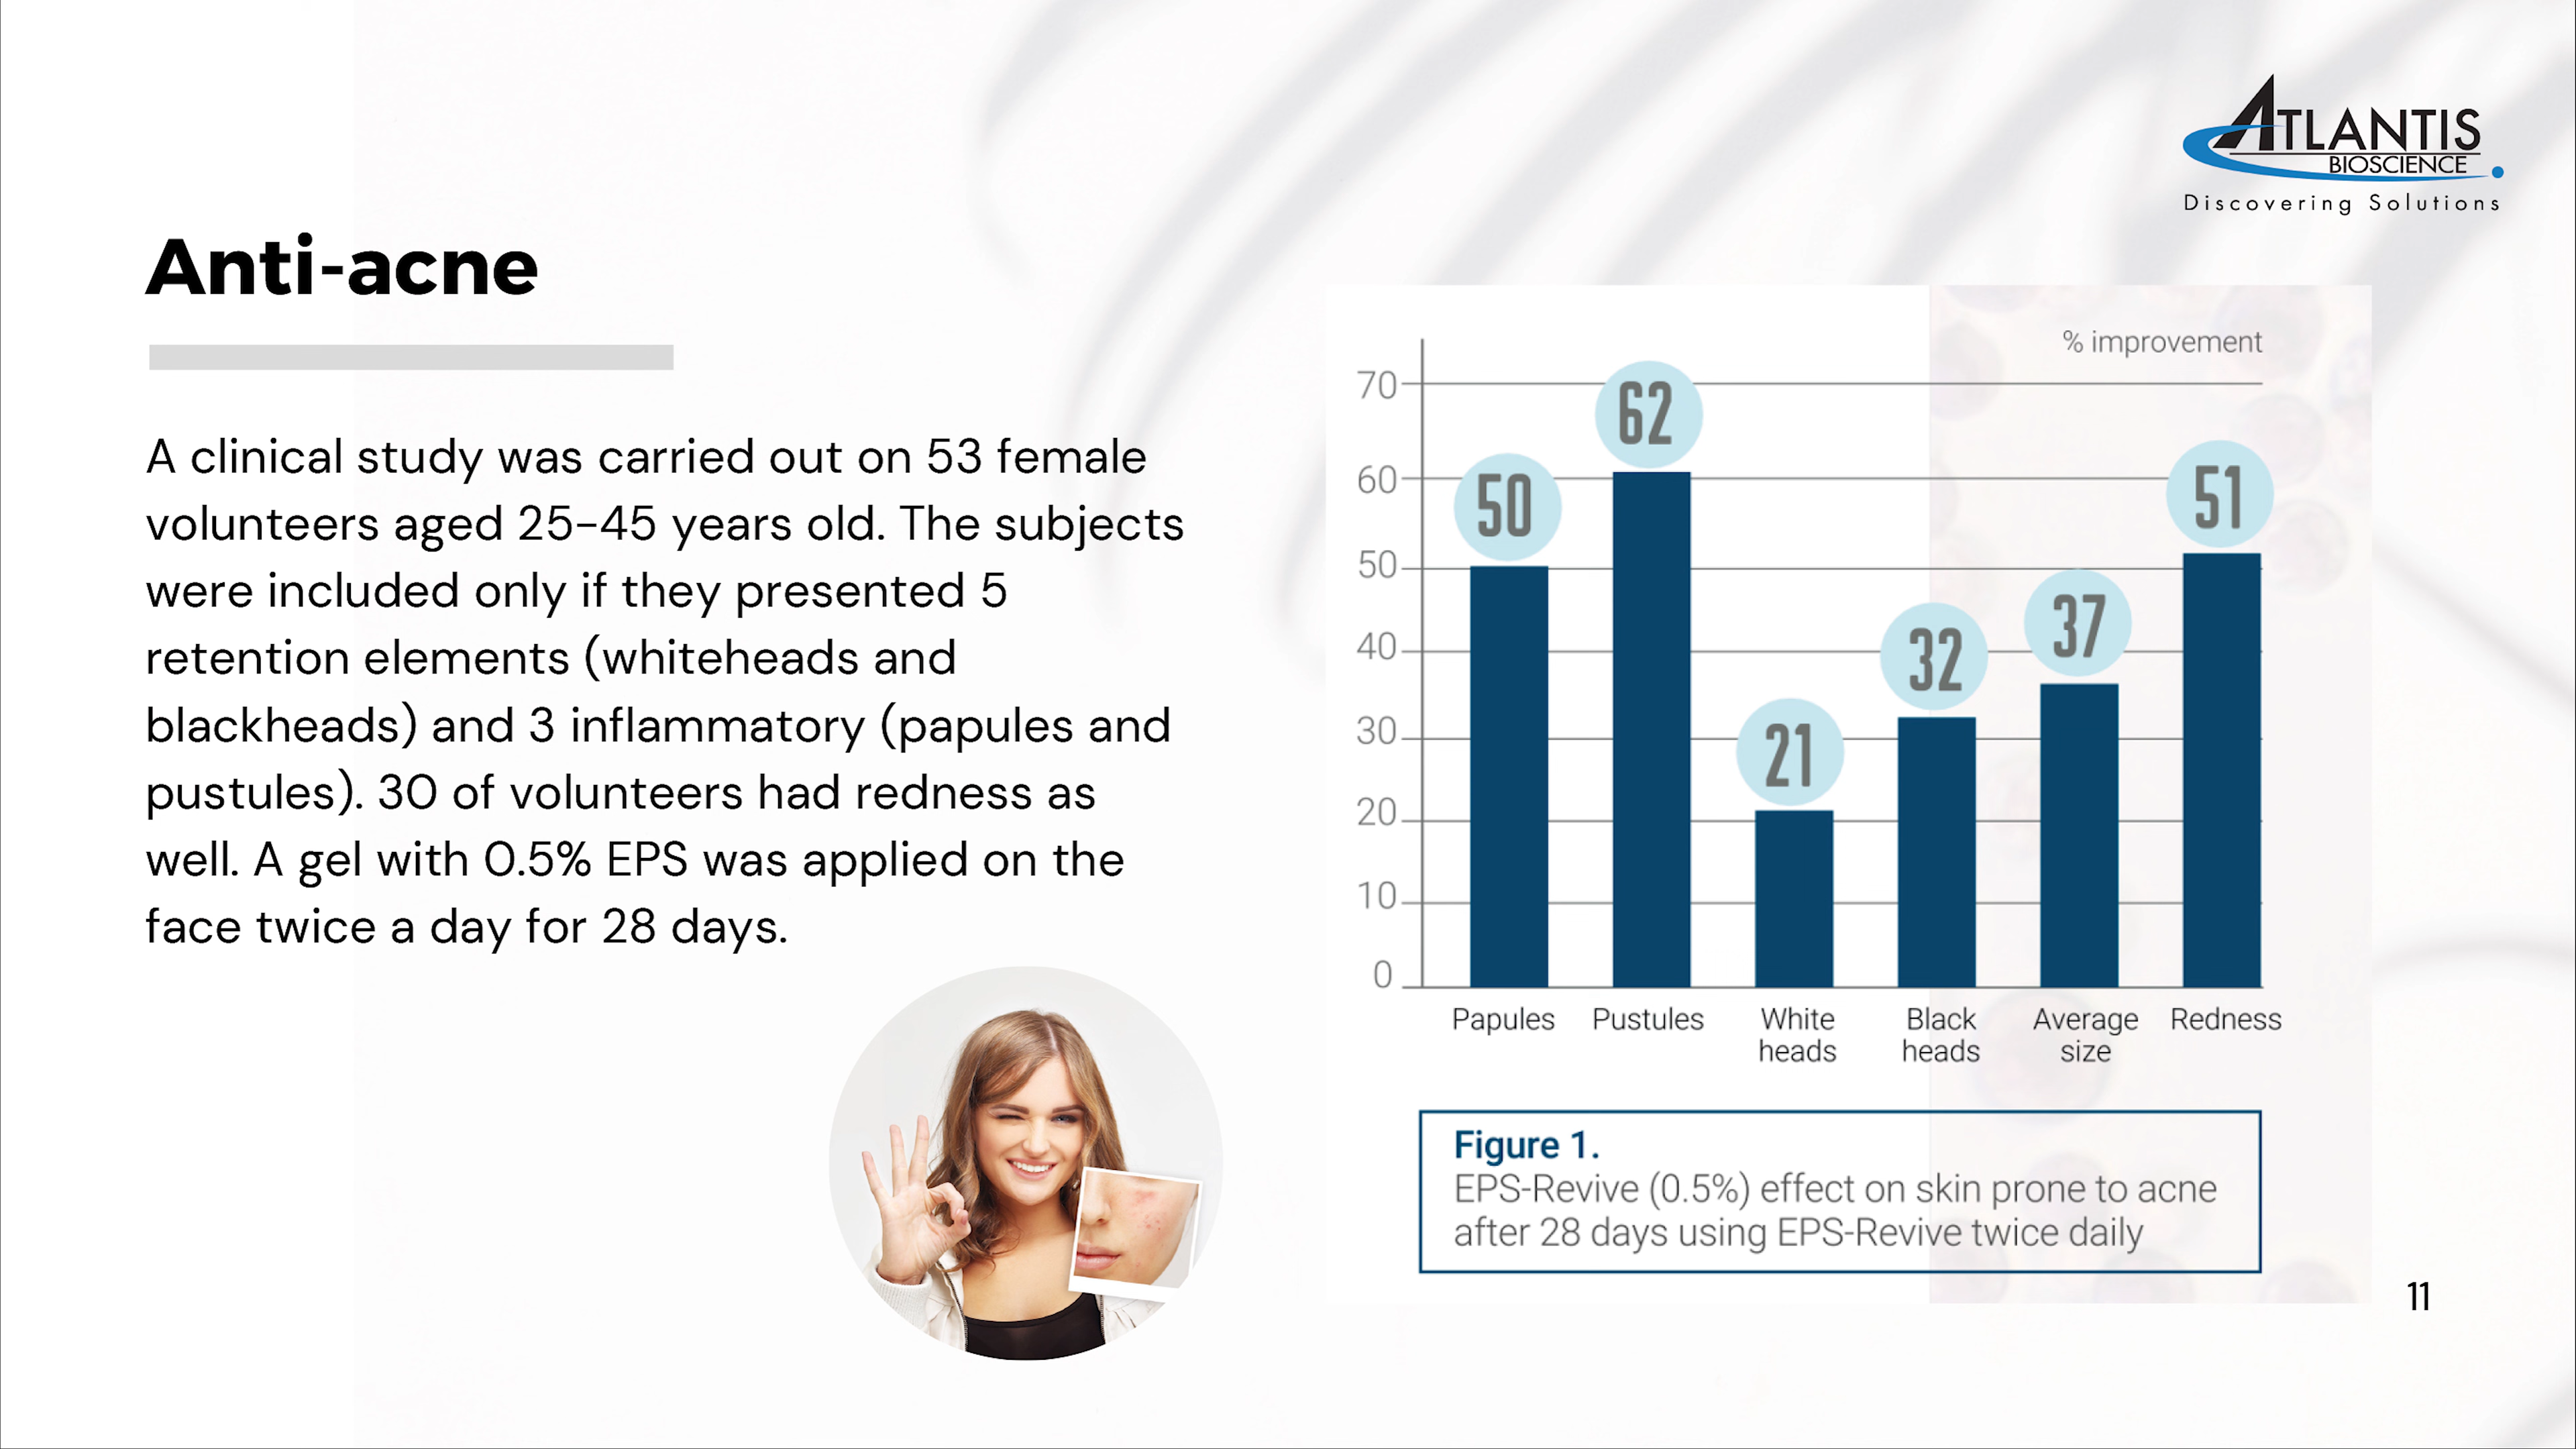 ATLANTIS
BIOSCIENCE
Discovering Solutions
Anti-acne
A clinical study was carried out on 53 female
volunteers aged 25-45 years old. The subjects
were included only if they presented 5
retention elements (whiteheads and
blackheads) and 3 inflammatory (papules and
pustules). 30 of volunteers had redness as
well. A gel with 0.5% EPS was applied on the
face twice a day for 28 days.
% improvement
70
60
50
40
30
20
10
0
50
62
21
32
37
51
Papules
Pustules
White
heads
Black
heads
Average
size
Redness
Figure 1.
EPS-Revive (0.5%) effect on skin prone to acne
after 28 days using EPS-Revive twice daily
11